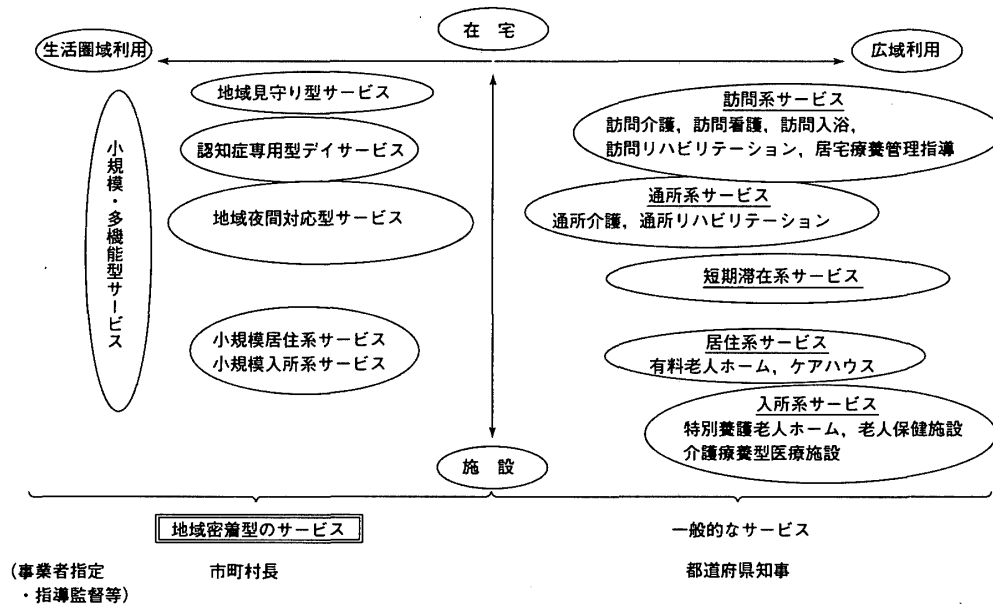 在　宅
生活圏域利用
広域利用
小規模・多機能型サービス
地域見守り型サービス
認知症専用型デイサービス
地域夜間対応型サービス
小規模居住系サービス
小規模入所系サービス
訪問系サービス
訪問介護，訪問看護，訪問入浴，
訪問リハビリテーション，居宅療養管理指導
通所系サービス
通所介護，通所リハビリテーション
短期滞在系サービス
居住系サービス
有料老人ホーム，ケアハウス
入所系サービス
特別養護老人ホーム，老人保健施設
介護療養型医療施設
施　設
地域密着型のサービス
一般的なサービス
(事業者指定
・指導監督等)
市町村長
都道府県知事